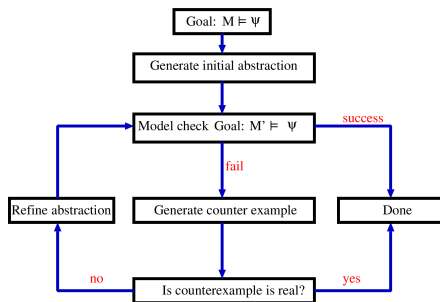 Goal: M ⊨ Ψ
Generate initial abstraction
Model check Goal: M' ⊨ Ψ
success
fail
Refine abstraction
Generate counter example
Done
no
Is counterexample is real?
yes